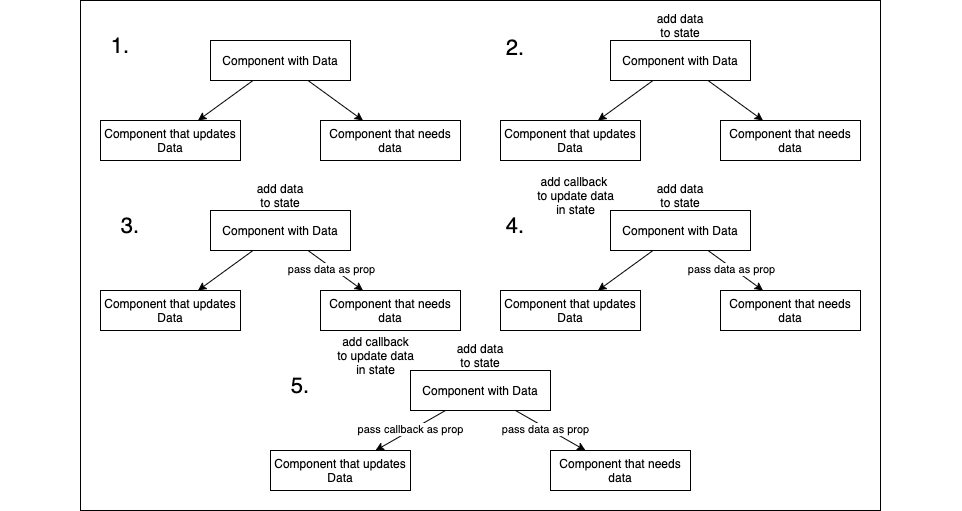 1.
Component with Data
Component that updates
Data
Component that needs
data
2.
add data
to state
Component with Data
Component that updates
Data
Component that needs
data
3.
add data
to state
Component with Data
pass data as prop
Component that updates
Data
Component that needs
data
4.
add callback
to update data
in state
add data
to state
Component with Data
pass data as prop
Component that updates
Data
Component that needs
data
5.
add callback
to update data
in state
add data
to state
Component with Data
pass callback as prop
pass data as prop
Component that updates
Data
Component that needs
data